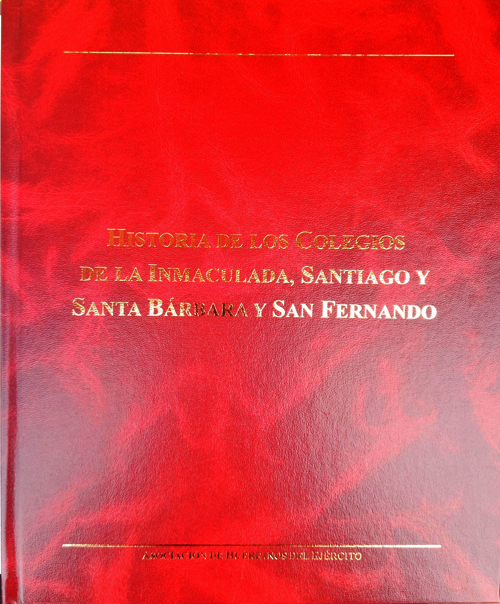 HISTORIA DE LOS COLEGIOS
DE LA INMACULADA, SANTIAGO Y
SANTA BÁRBARA Y SAN FERNANDO
ASOCIACIÓN DE HUÉRFANOS DEL EJÉRCITO